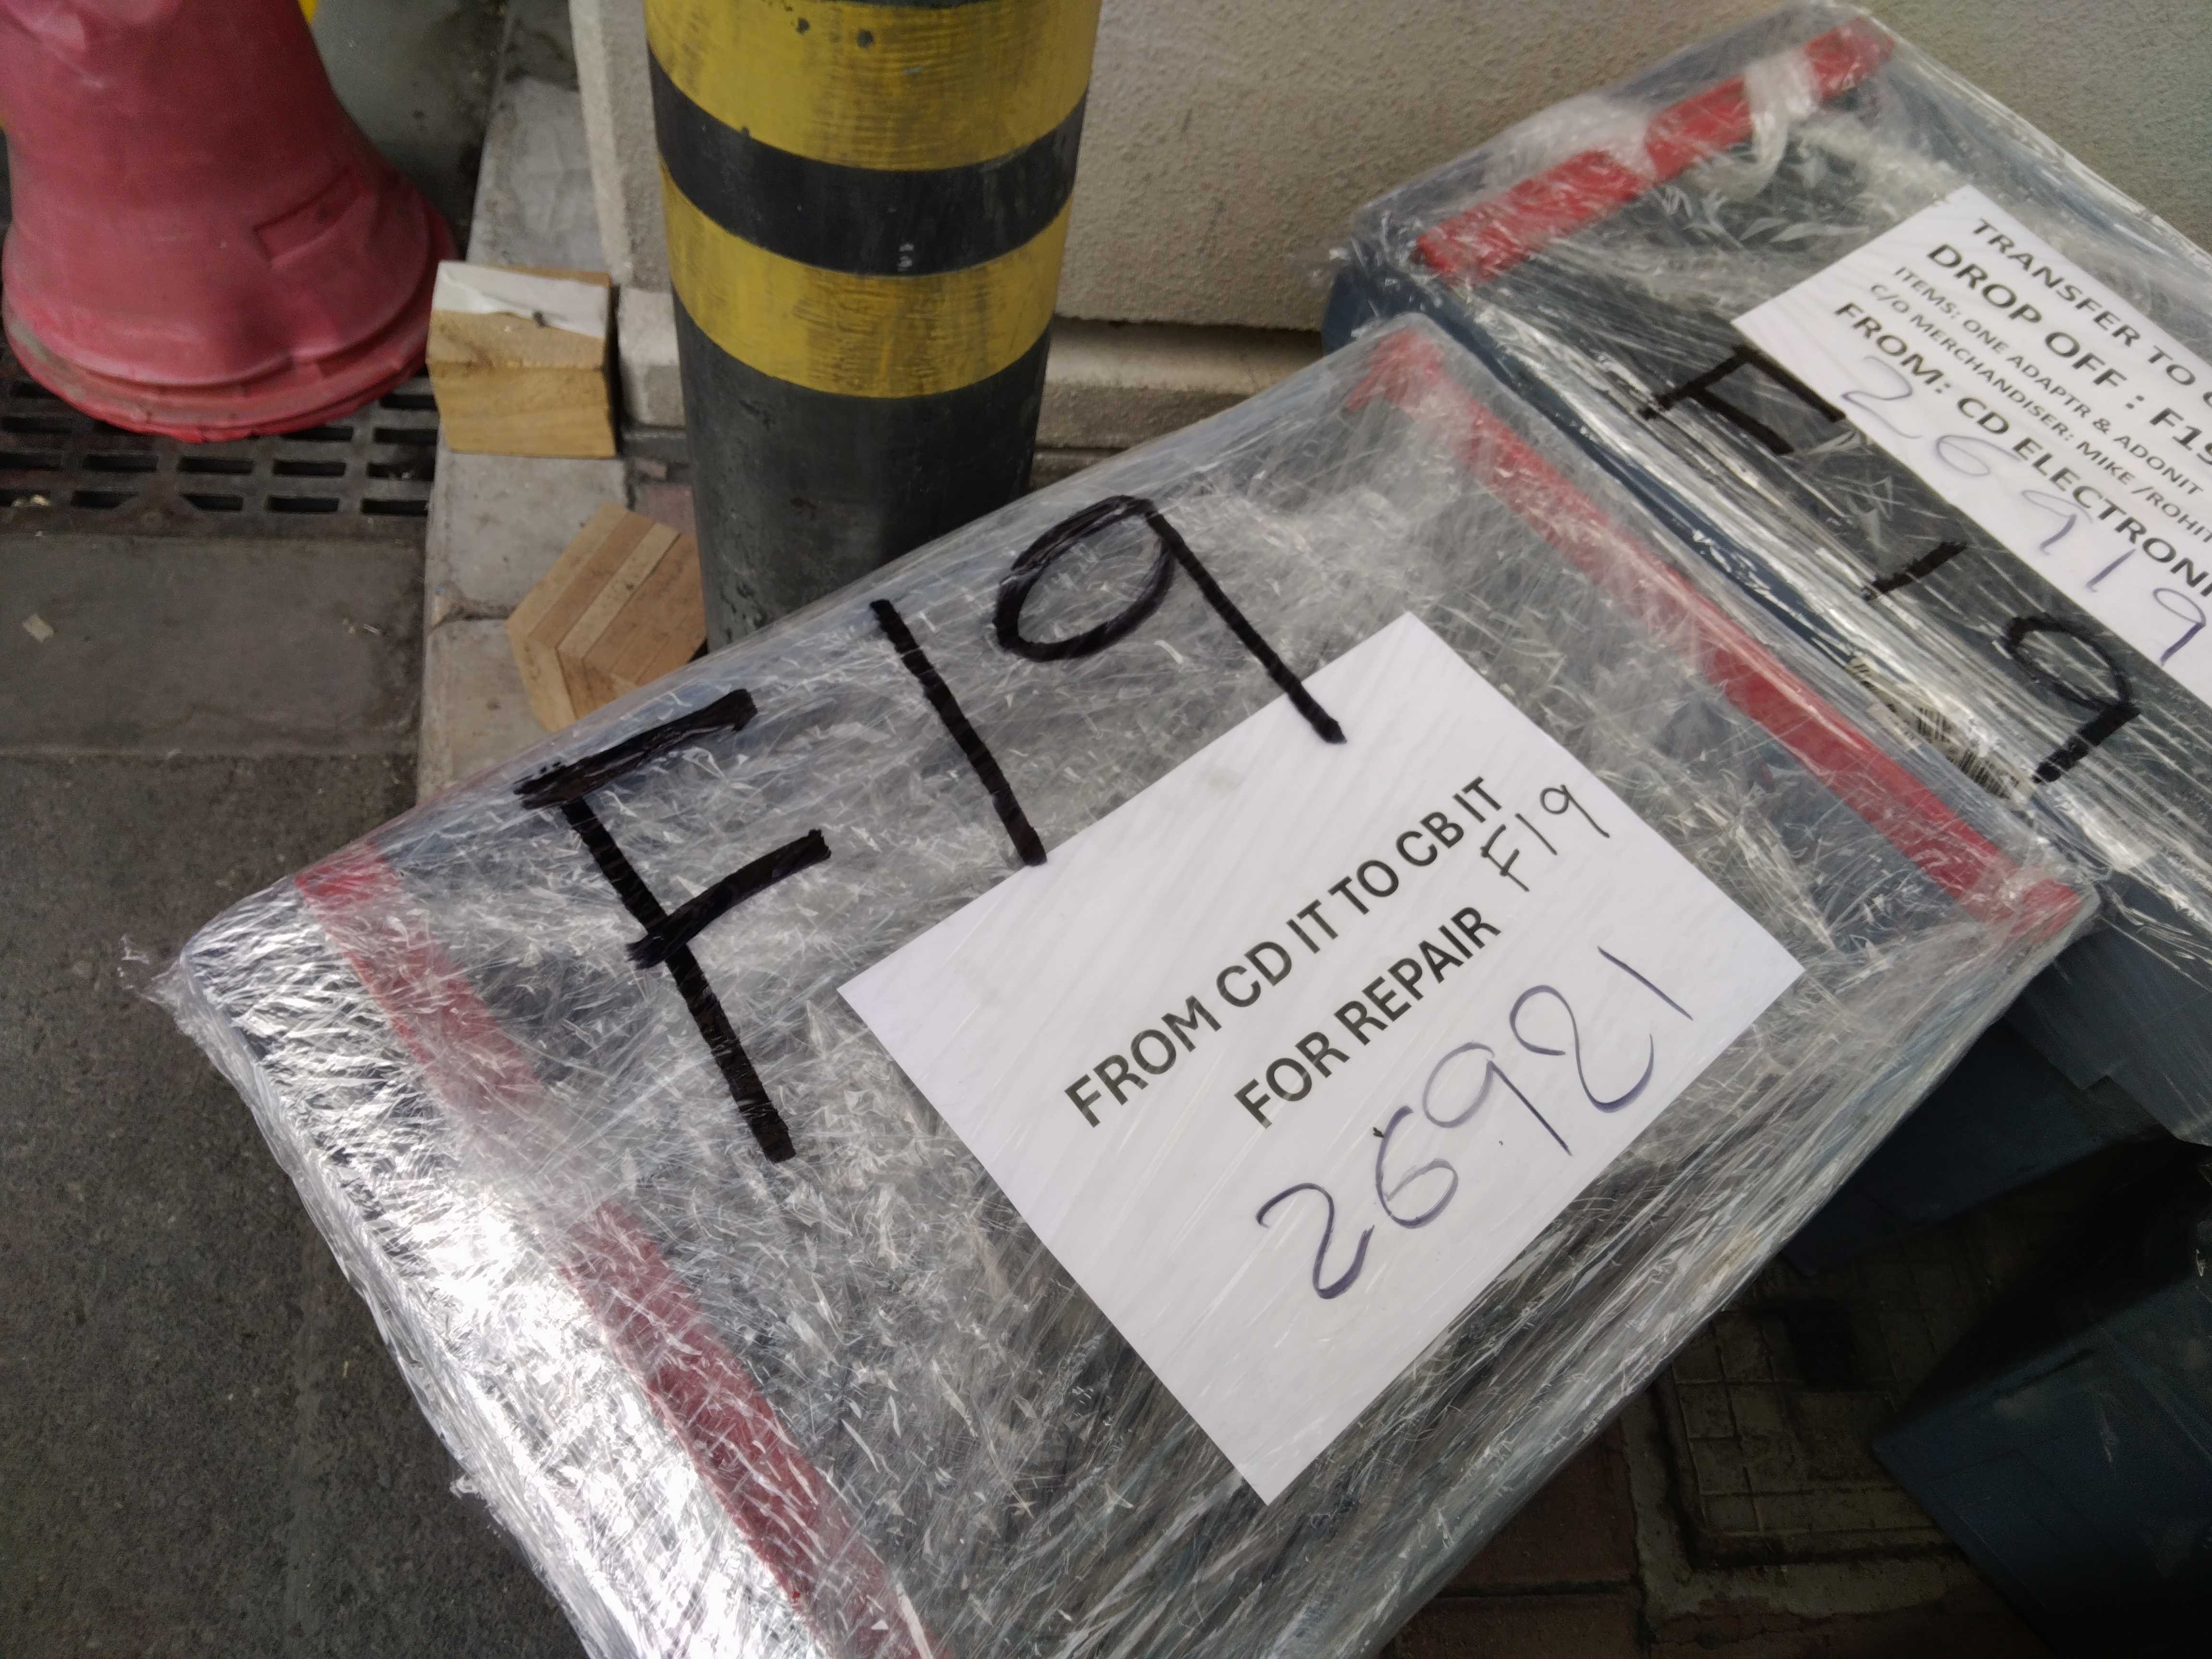 F19
FROM CD IT TO CB IT
FOR REPAIR F19
26921
TRANSFER TO
DROP OFF : F19
ITEMS: ONE ADAPTR & ADONIT
C/O MERCHANDISER: MIKE /ROHIT
FROM: CD ELECTRONI
26919
F19